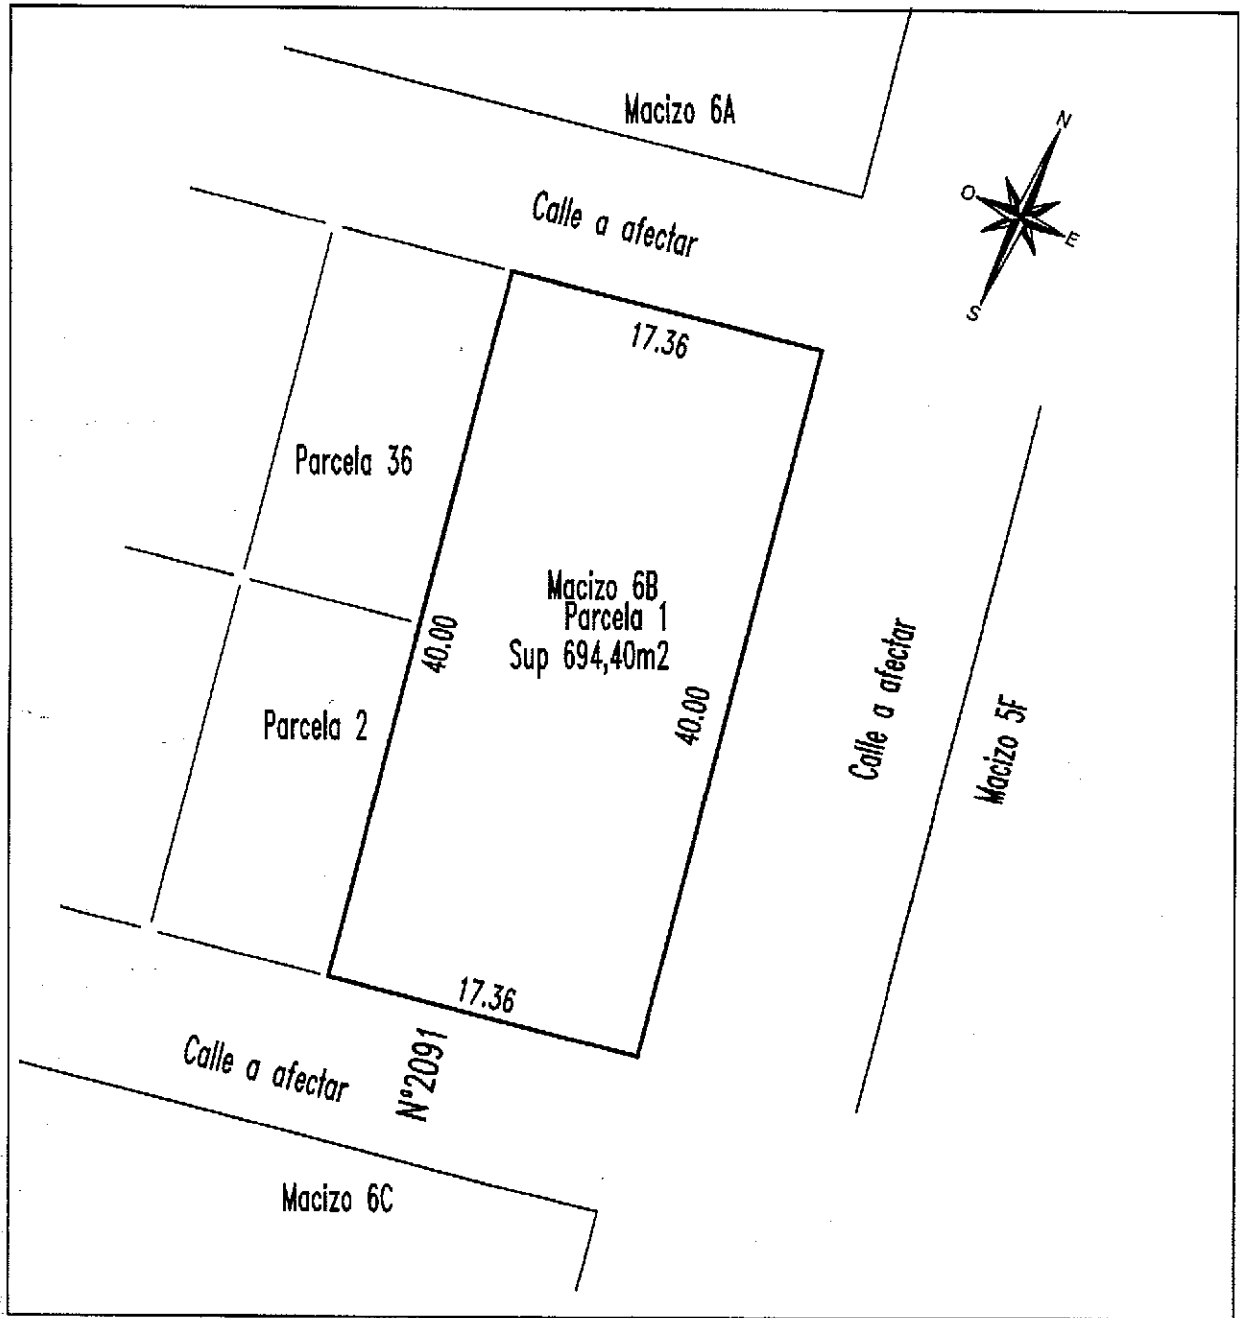 Macizo 6A
N
O
E
S
Calle a afectar
17.36
Parcela 36
Macizo 6B
Parcela 1
Sup 694,40m2
40.00
40.00
Parcela 2
Calle a afectar
Macizo 5F
17.36
Calle a afectar
Nº2091
Macizo 6C